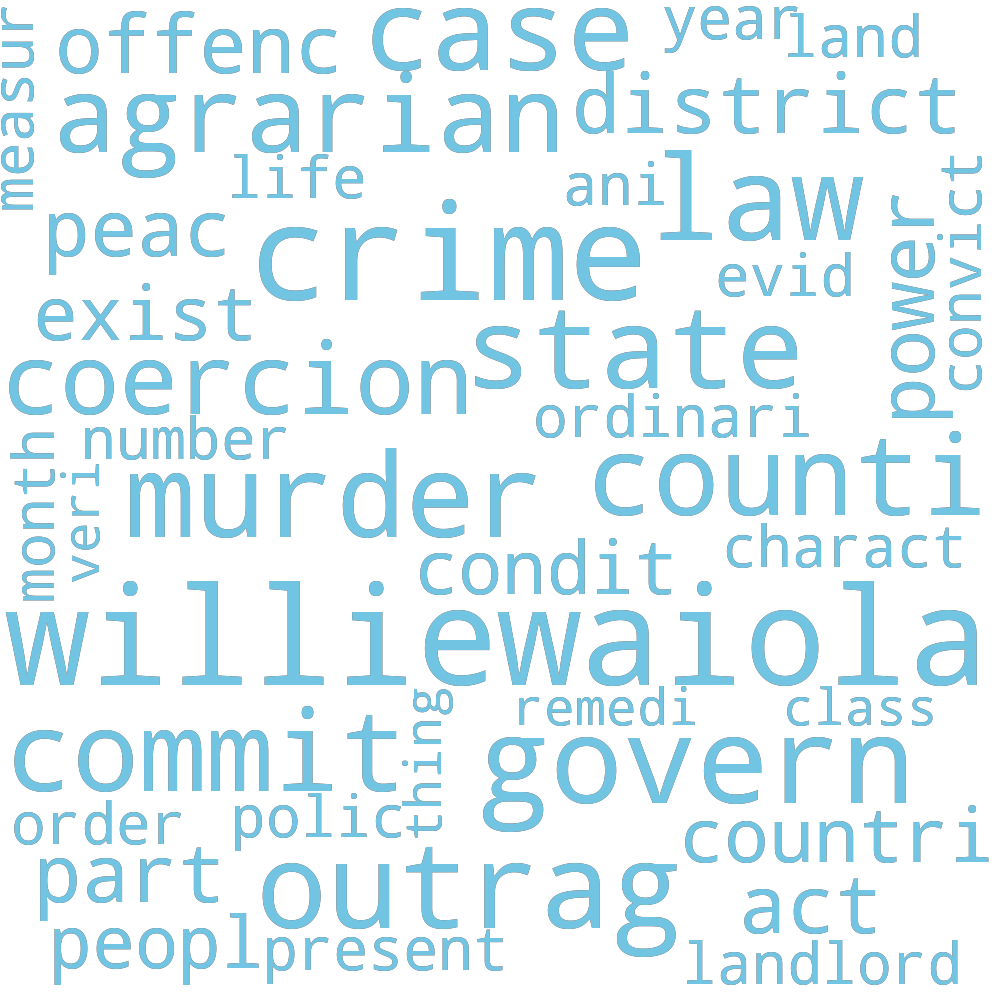 measur
offenc
case
year
land
agrarian
district
life
ani
law
convict
peac
crime
evid
power
exist
state
coercion
ordinari
number
month
veri
murder
counti
charact
condit
williewaiola
remedi
class
thing
commit
govern
order
polic
countri
part
outrag
act
peopl
present
landlord